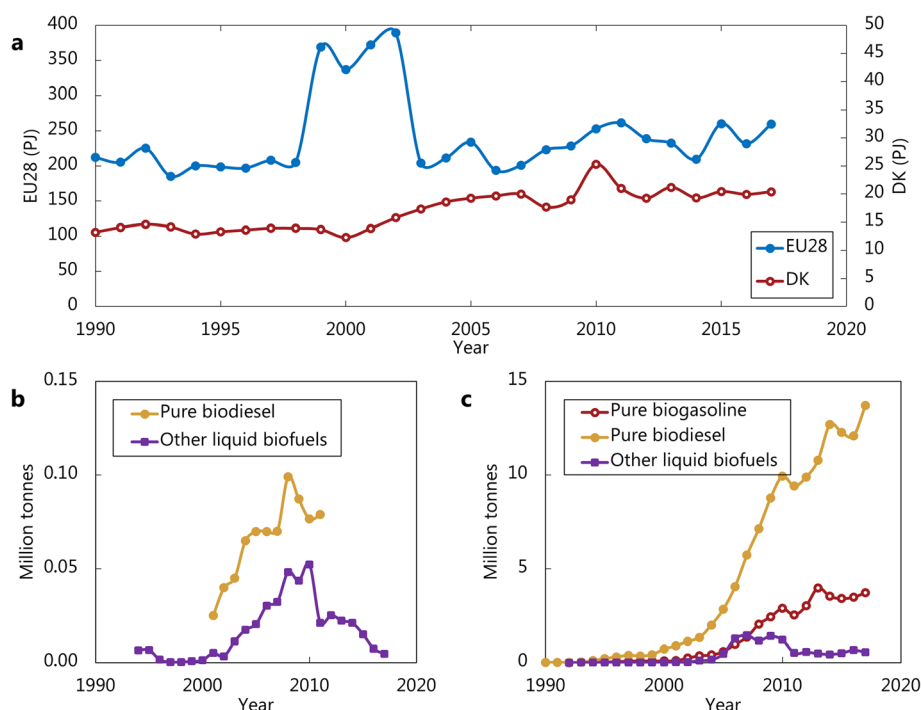 a
EU28 (PJ)
400
350
300
250
200
150
100
50
0
DK (PJ)
50
45
40
35
30
25
20
15
10
5
0
EU28
DK
1990
1995
2000
2005
2010
2015
2020
Year
b
Million tonnes
0.15
0.10
0.05
0.00
Pure biodiesel
Other liquid biofuels
1990
2000
2010
2020
Year
c
Million tonnes
15
10
5
0
Pure biogasoline
Pure biodiesel
Other liquid biofuels
1990
2000
2010
2020
Year